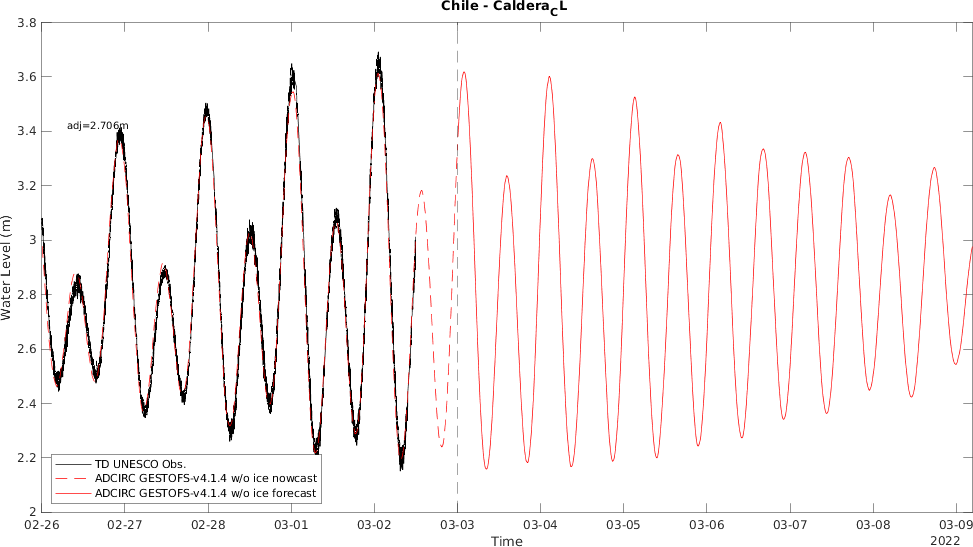 Chile - Caldera_CL
3.8
3.6
3.4
3.2
3
2.8
2.6
2.4
2.2
2
Water Level (m)
adj=2.706m
TD UNESCO Obs.
ADCIRC GESTOFS-v4.1.4 w/o ice nowcast
ADCIRC GESTOFS-v4.1.4 w/o ice forecast
02-26 02-27 02-28 03-01 03-02 03-03 03-04 03-05 03-06 03-07 03-08 03-09
Time
2022